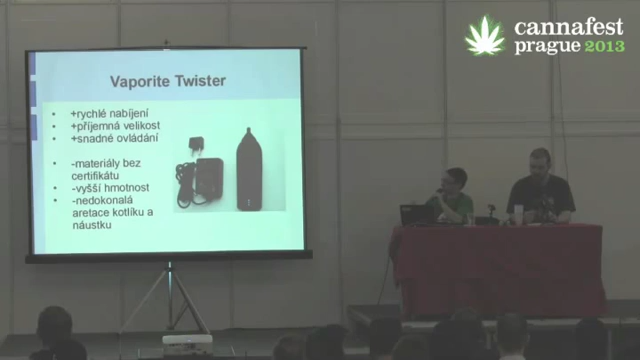 cannafest
prague 2013
Vaporite Twister
+rychlé nabíjení
+příjemná velikost
+snadné ovládání
-materiály bez
certifikátu
-vyšší hmotnost
-nedokonalá
aretace kotlíku a
náustku